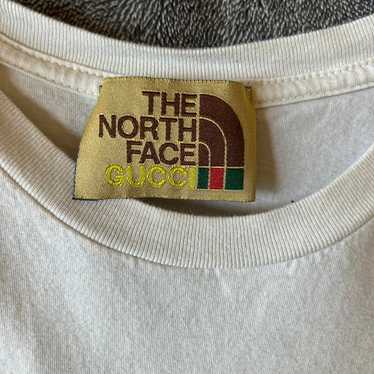 THE
NORTH
FACE
GUCCI